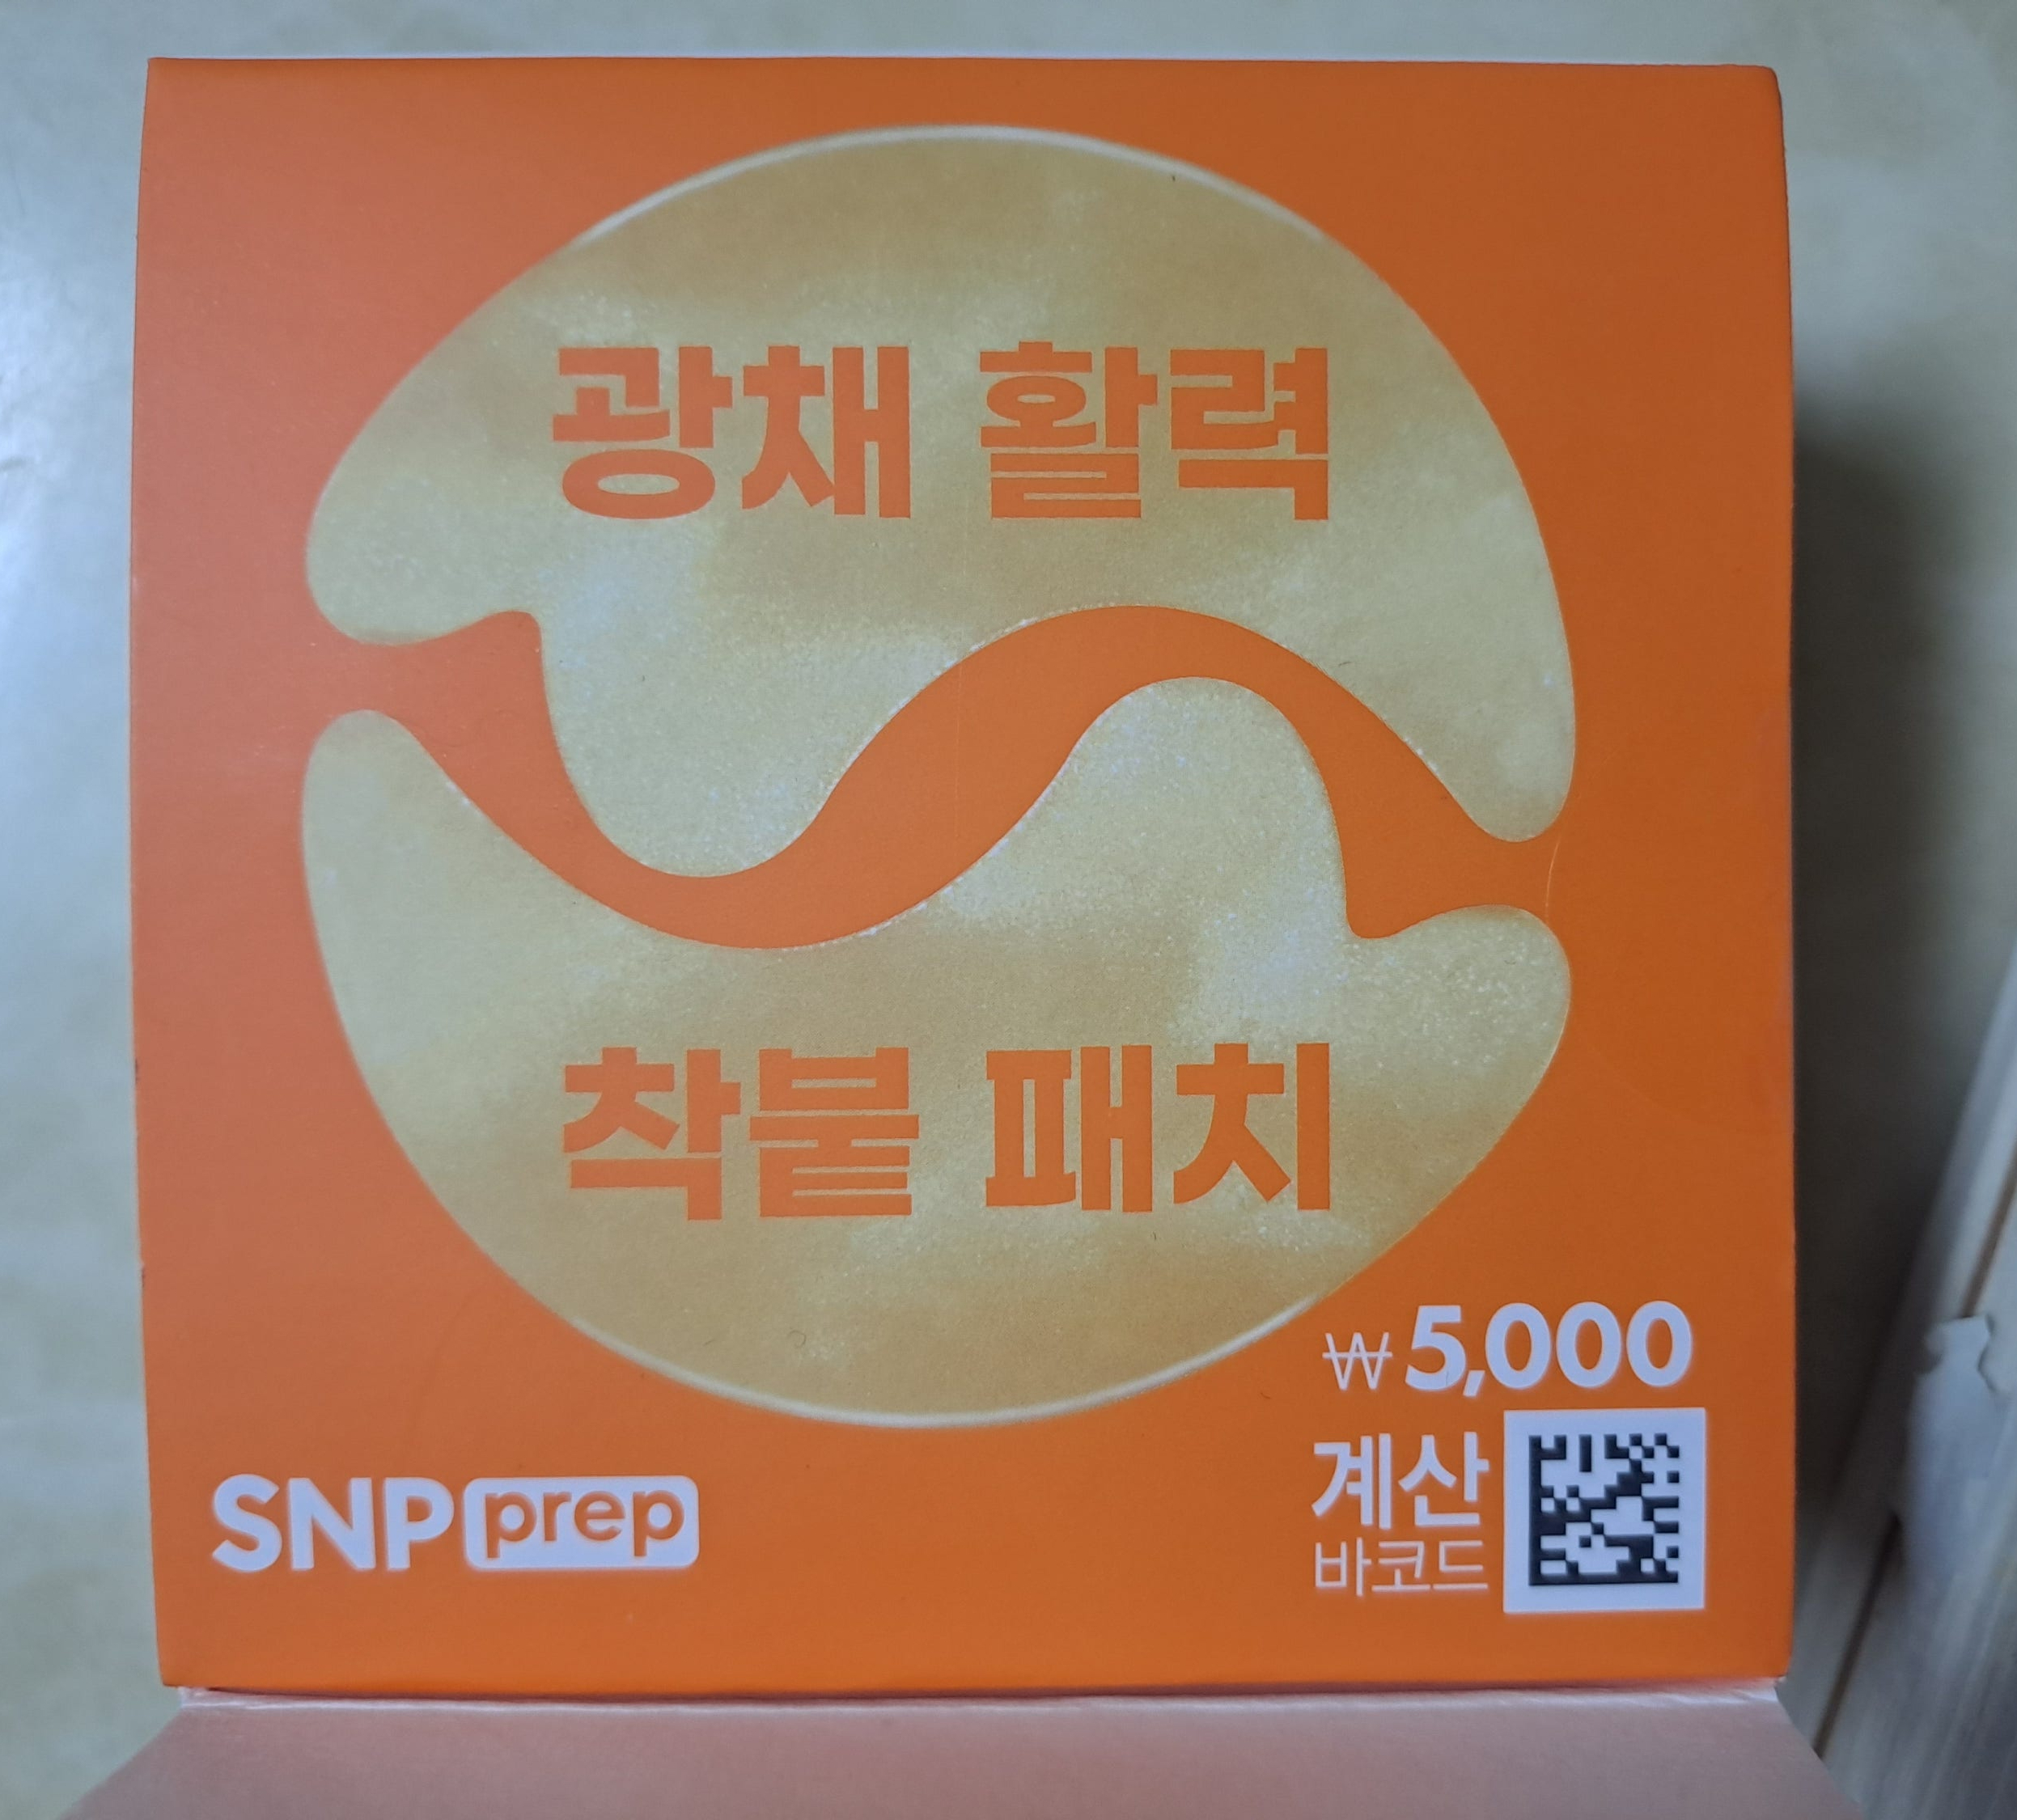 광채 활력
착붙 패치
₩5,000
계산
바코드
SNP prep